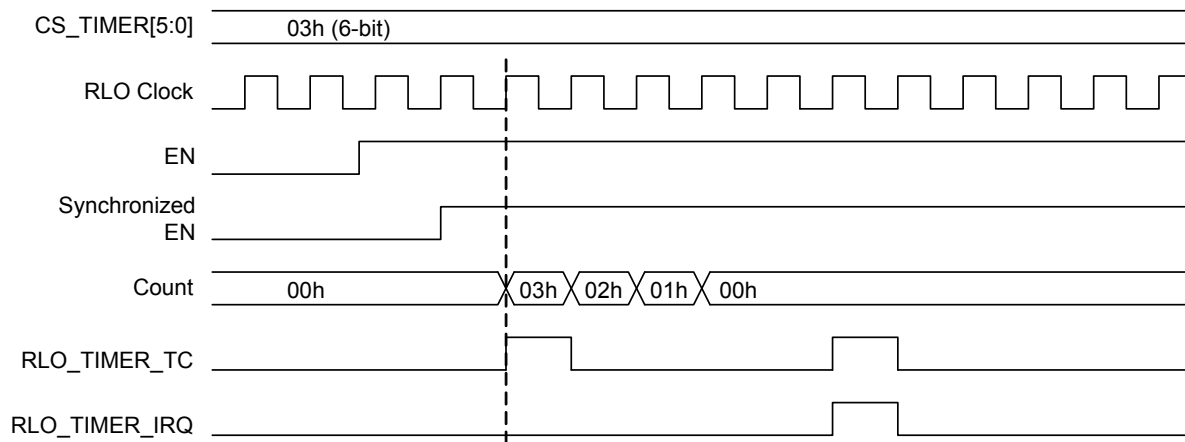 CS_TIMER[5:0]
03h (6-bit)
RLO Clock
EN
Synchronized
EN
Count
00h
03h
02h
01h
00h
RLO_TIMER_TC
RLO_TIMER_IRQ